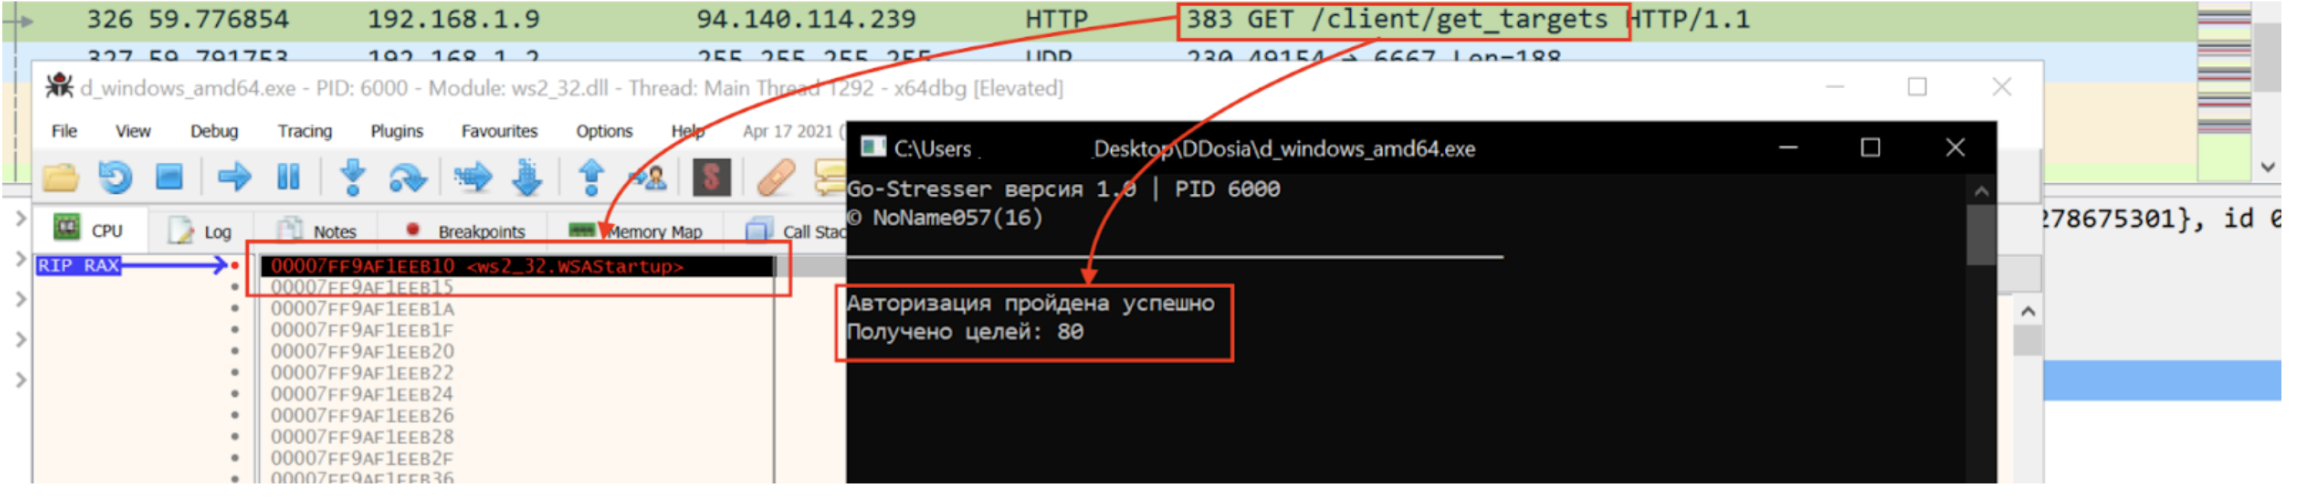 326 59.776854 192.168.1.9 94.140.114.239 HTTP 383 GET /client/get_targets HTTP/1.1
327 59.791753 192.168.1.2 255.255.255.255 UDP 230 49154 → 6667 Len=188
d_windows_amd64.exe - PID: 6000 - Module: ws2_32.dll - Thread: Main Thread 1292 - x64dbg [Elevated]
File View Debug Tracing Plugins Favourites Options Help Apr 17 2021 (
C:\Users Desktop\DDosia\d_windows_amd64.exe
Go-Stresser версия 1.0 | PID 6000
© NoName057(16)
CPU Log Notes Breakpoints Memory Map Call Stac
278675301}, id 0
RIP RAX
00007FF9AF1EEB10 <ws2_32.WSAStartup>
00007FF9AF1EEB15
00007FF9AF1EEB1A
00007FF9AF1EEB1F
00007FF9AF1EEB20
00007FF9AF1EEB22
00007FF9AF1EEB24
00007FF9AF1EEB26
00007FF9AF1EEB28
00007FF9AF1EEB2F
00007FF9AF1EEB36
Авторизация пройдена успешно
Получено целей: 80